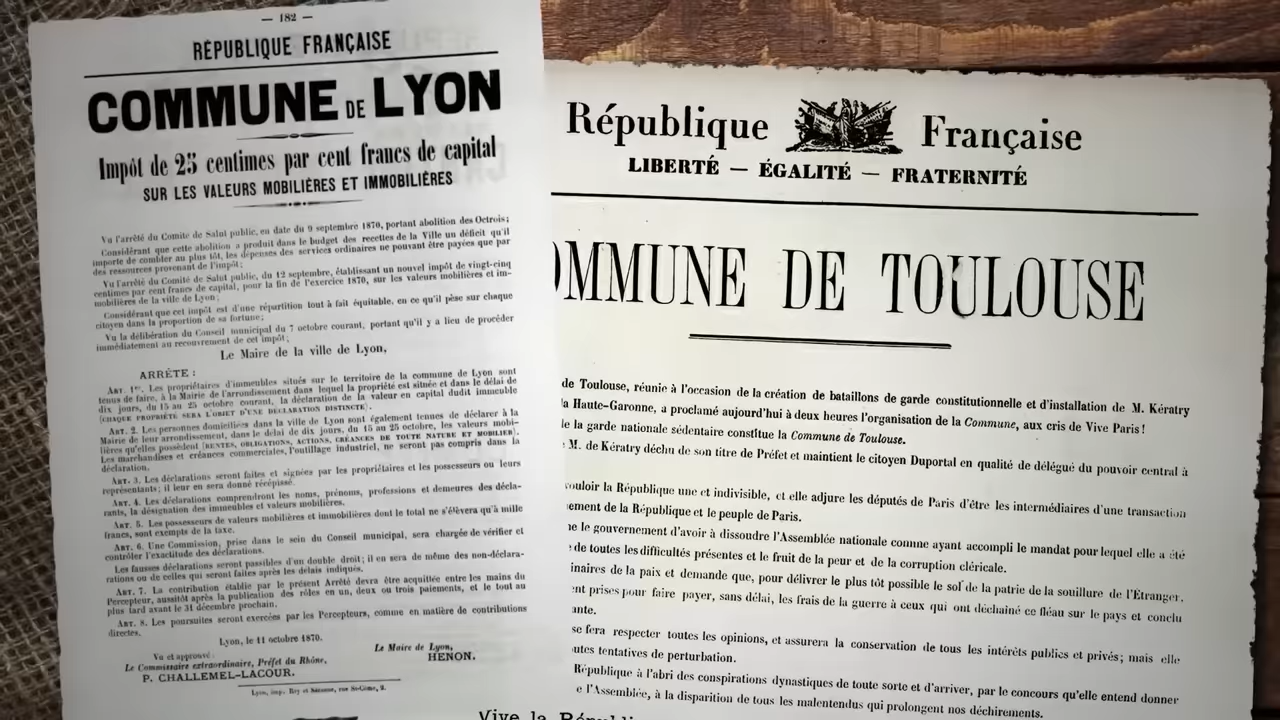 — 182 —
RÉPUBLIQUE FRANÇAISE
COMMUNE DE LYON
Impôt de 25 centimes par cent francs de capital
SUR LES VALEURS MOBILIÈRES ET IMMOBILIÈRES
Vu l'arrêté du Comité de Salut public, en date du 9 septembre 1870, portant abolition des Octrois;
Considérant que cette abolition a produit dans le budget des recettes de la Ville un déficit qu'il
importe de combler au plus tôt, les dépenses des services ordinaires ne pouvant être payées que par
des ressources provenant de l'impôt;
Vu l'arrêté du Comité de Salut public, du 12 septembre, établissant un nouvel impôt de vingt-cinq
centimes par cent francs de capital, pour la fin de l'exercice 1870, sur les valeurs mobilières et im-
mobilières de la ville de Lyon;
Considérant que cet impôt est d'une répartition tout à fait équitable, en ce qu'il pèse sur chaque
citoyen dans la proportion de sa fortune;
Vu la délibération du Conseil municipal du 7 octobre courant, portant qu'il y a lieu de procéder
immédiatement au recouvrement de cet impôt;
Le Maire de la ville de Lyon,
ARRÊTE :
ART. 1er. Les propriétaires d'immeubles situés sur le territoire de la commune de Lyon sont
tenus de faire, à la Mairie de l'arrondissement dans lequel la propriété est située et dans le délai de
dix jours, du 15 au 25 octobre courant, la déclaration de la valeur en capital dudit immeuble
(CHAQUE PROPRIÉTÉ SERA L'OBJET D'UNE DÉCLARATION DISTINCTE).
ART. 2. Les personnes domiciliées dans la ville de Lyon sont également tenues de déclarer à la
Mairie de leur arrondissement, dans le délai de dix jours, du 15 au 25 octobre, les valeurs mobi-
lières qu'elles possèdent (RENTES, OBLIGATIONS, ACTIONS, CRÉANCES DE TOUTE NATURE ET MOBILIER).
Les marchandises et créances commerciales, l'outillage industriel, ne seront pas compris dans la
déclaration.
ART. 3. Les déclarations seront faites et signées par les propriétaires et les possesseurs ou leurs
représentants; il leur en sera donné récépissé.
ART. 4. Les déclarations comprendront les noms, prénoms, professions et demeures des décla-
rants, la désignation des immeubles et valeurs mobilières.
ART. 5. Les possesseurs de valeurs mobilières et immobilières dont le total ne s'élèvera qu'à mille
francs, sont exempts de la taxe.
ART. 6. Une Commission, prise dans le sein du Conseil municipal, sera chargée de vérifier et
contrôler l'exactitude des déclarations.
Les fausses déclarations seront passibles d'un double droit; il en sera de même des non-déclara-
rations ou de celles qui seront faites après les délais indiqués.
ART. 7. La contribution établie par le présent Arrêté devra être acquittée entre les mains du
Percepteur, aussitôt après la publication des rôles en un, deux ou trois paiements, et le tout au
plus tard avant le 31 décembre prochain.
ART. 8. Les poursuites seront exercées par les Percepteurs, comme en matière de contributions
directes.
Lyon, le 11 octobre 1870.
Vu et approuvé:
Le Commissaire extraordinaire, Préfet du Rhône,
P. CHALLEMEL-LACOUR.
Le Maire de Lyon,
HENON.
Lyon, imp. Rey et Sézanne, rue St-Côme, 2.
République Française
LIBERTÉ — ÉGALITÉ — FRATERNITÉ
OMMUNE DE TOULOUSE
de Toulouse, réunie à l'occasion de la création de bataillons de garde constitutionnelle et d'installation de M. Kératry
la Haute-Garonne, a proclamé aujourd'hui à deux heures l'organisation de la Commune, aux cris de Vive Paris!
le la garde nationale sédentaire constitue la Commune de Toulouse.
M. de Kératry déchu de son titre de Préfet et maintient le citoyen Duportal en qualité de délégué du pouvoir central à
vouloir la République une et indivisible, et elle adjure les députés de Paris d'être les intermédiaires d'une transaction
ement de la République et le peuple de Paris.
ne le gouvernement d'avoir à dissoudre l'Assemblée nationale comme ayant accompli le mandat pour lequel elle a été
de toutes les difficultés présentes et le fruit de la peur et de la corruption cléricale.
inaires de la paix et demande que, pour délivrer le plus tôt possible le sol de la patrie de la souillure de l'Étranger,
nt prises pour faire payer, sans délai, les frais de la guerre à ceux qui ont déchaîné ce fléau sur le pays et conclu
ante.
se fera respecter toutes les opinions, et assurera la conservation de tous les intérêts publics et privés; mais elle
utes tentatives de perturbation.
République à l'abri des conspirations dynastiques de toute sorte et d'arriver, par le concours qu'elle entend donner
e l'Assemblée, à la disparition de tous les malentendus qui prolongent nos déchirements.
Vive la Républi